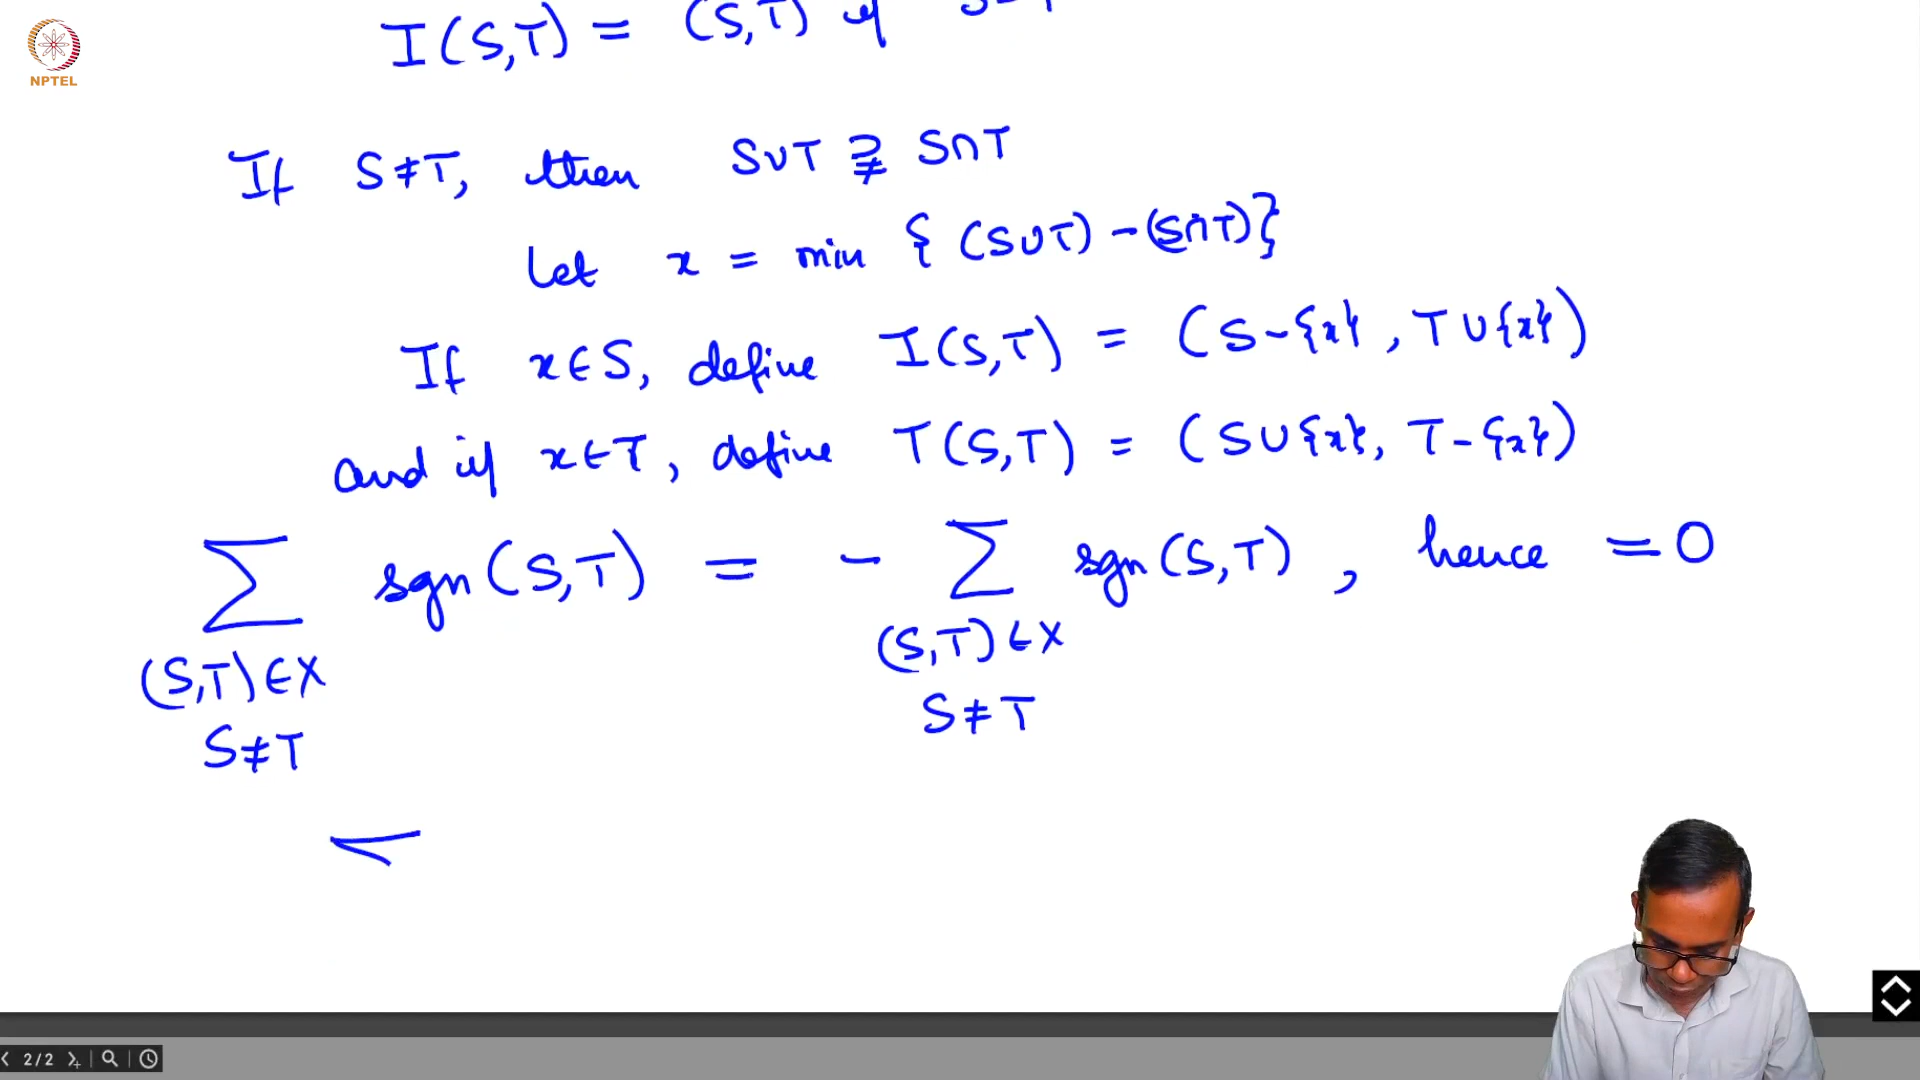 NPTEL
I(S,T) = (S,T) if
If S≠T, then S∪T ⊋ S∩T
Let x = min { (S∪T) - (S∩T)}
If x∈S, define I(S,T) = (S-{x}, T∪{x})
and if x∈T, define T(S,T) = (S∪{x}, T-{x})
∑ sgn(S,T) = - ∑ sgn(S,T), hence =0
(S,T)∈X (S,T)∈X
S≠T S≠T
2/2